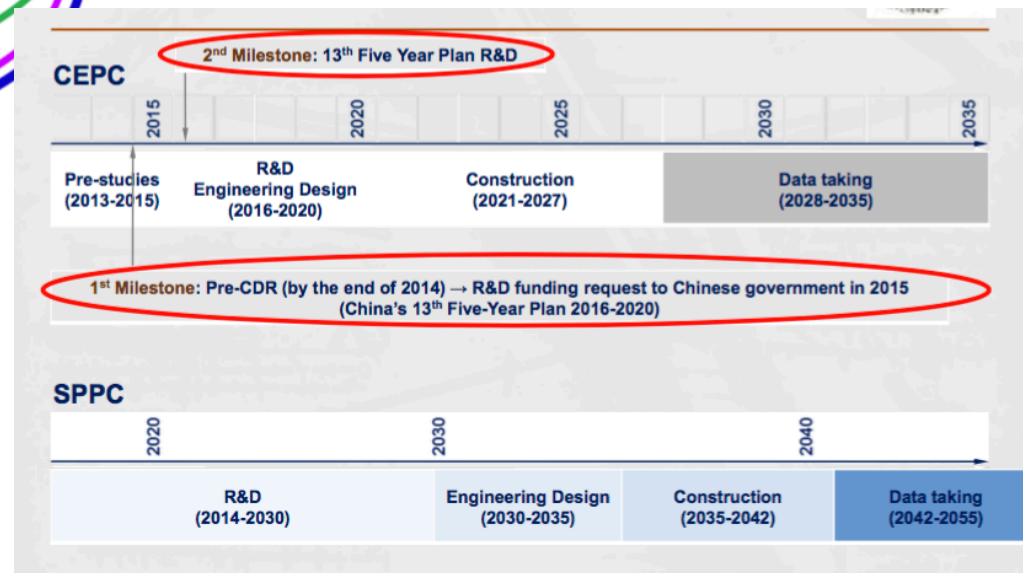 2nd Milestone: 13th Five Year Plan R&D
CEPC
2015
2020
2025
2030
2035
Pre-studies
(2013-2015)
R&D
Engineering Design
(2016-2020)
Construction
(2021-2027)
Data taking
(2028-2035)
1st Milestone: Pre-CDR (by the end of 2014) → R&D funding request to Chinese government in 2015
(China's 13th Five-Year Plan 2016-2020)
SPPC
2020
2030
2040
R&D
(2014-2030)
Engineering Design
(2030-2035)
Construction
(2035-2042)
Data taking
(2042-2055)